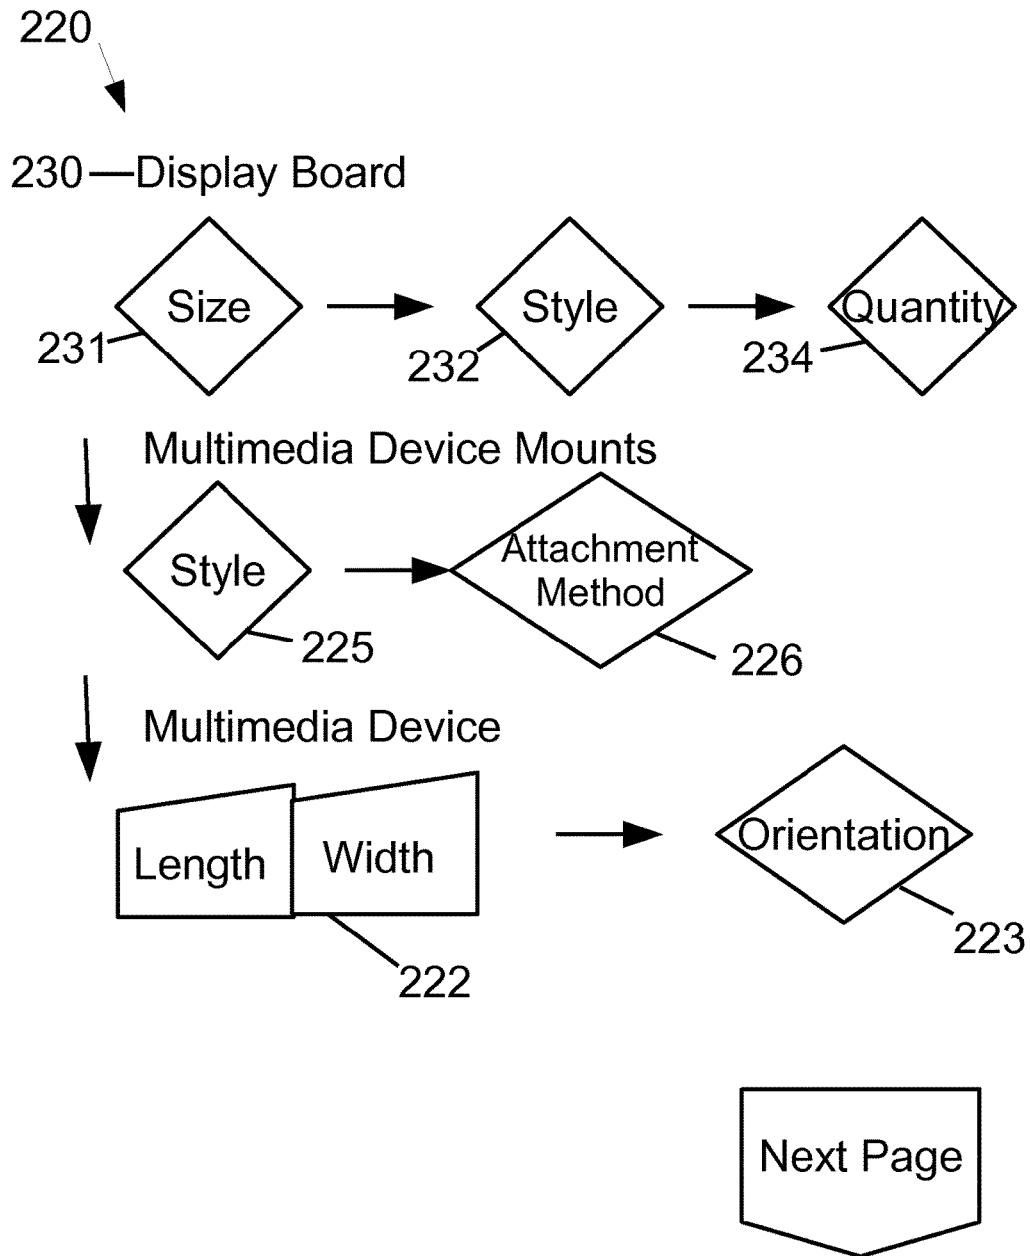 220
230 Display Board
Size Style Quantity
231 232 234
Multimedia Device Mounts
Style Attachment
Method
225 226
Multimedia Device
Length Width Orientation
222 223
Next Page